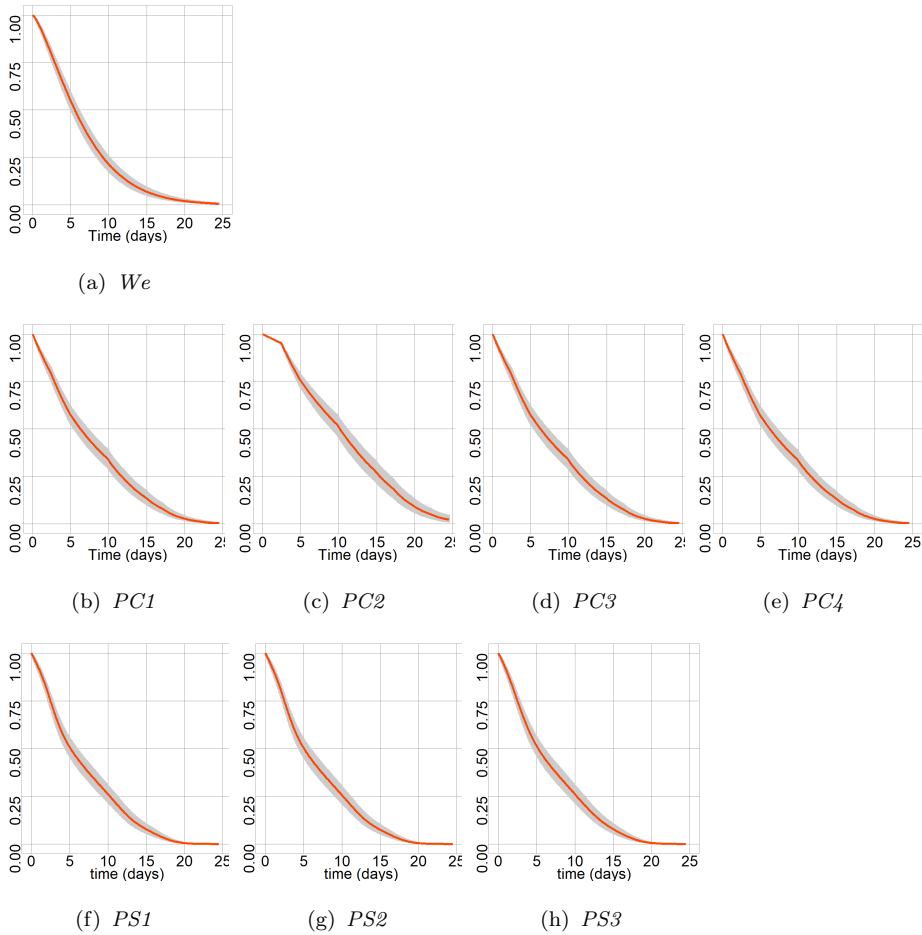 1.00
0.75
0.50
0.25
0.00
0 5 10 15 20 25
Time (days)
(a) We
1.00 1.00 1.00 1.00
0.75 0.75 0.75 0.75
0.50 0.50 0.50 0.50
0.25 0.25 0.25 0.25
0.00 0.00 0.00 0.00
0 5 10 15 20 25 0 5 10 15 20 25 0 5 10 15 20 25 0 5 10 15 20 25
Time (days) Time (days) Time (days) Time (days)
(b) PC1 (c) PC2 (d) PC3 (e) PC4
1.00 1.00 1.00
0.75 0.75 0.75
0.50 0.50 0.50
0.25 0.25 0.25
0.00 0.00 0.00
0 5 10 15 20 25 0 5 10 15 20 25 0 5 10 15 20 25
time (days) time (days) time (days)
(f) PS1 (g) PS2 (h) PS3